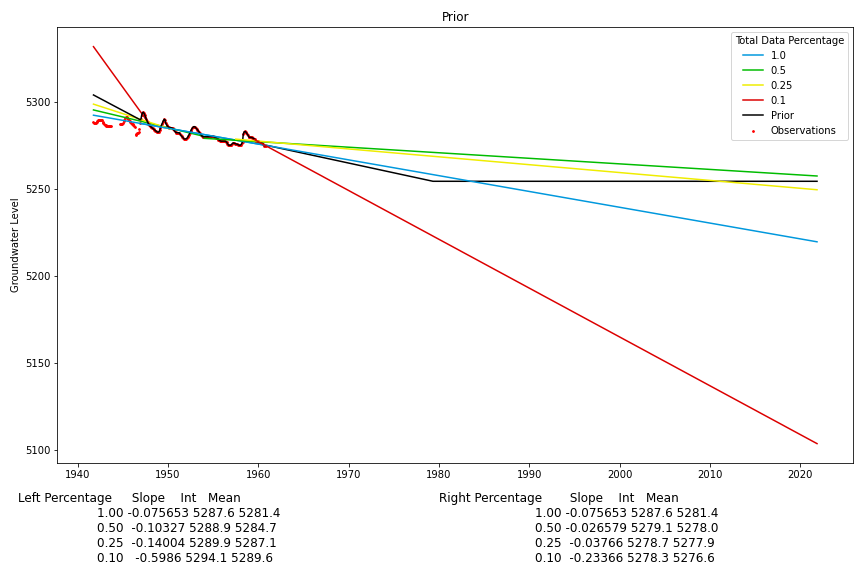 Prior
Total Data Percentage
1.0
0.5
0.25
0.1
Prior
Observations
Groundwater Level
5300
5250
5200
5150
5100
1940 1950 1960 1970 1980 1990 2000 2010 2020
Left Percentage Slope Int Mean
1.00 -0.075653 5287.6 5281.4
0.50 -0.10327 5288.9 5284.7
0.25 -0.14004 5289.9 5287.1
0.10 -0.5986 5294.1 5289.6
Right Percentage Slope Int Mean
1.00 -0.075653 5287.6 5281.4
0.50 -0.026579 5279.1 5278.0
0.25 -0.03766 5278.7 5277.9
0.10 -0.23366 5278.3 5276.6